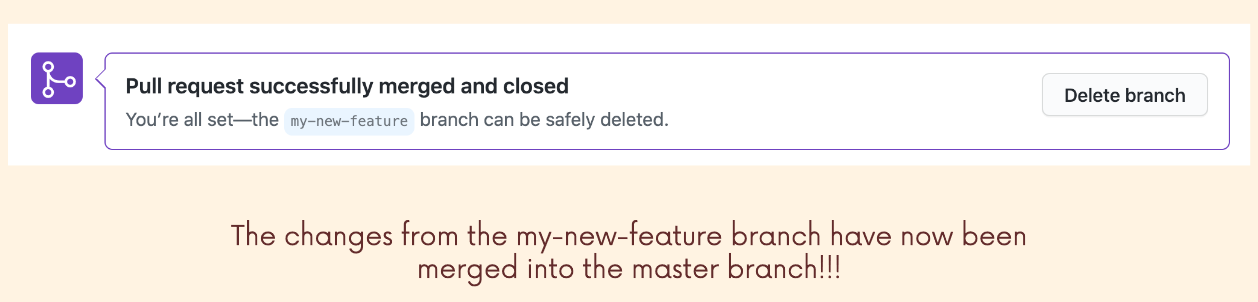 Pull request successfully merged and closed
You’re all set—the my-new-feature branch can be safely deleted.
Delete branch
The changes from the my-new-feature branch have now been
merged into the master branch!!!